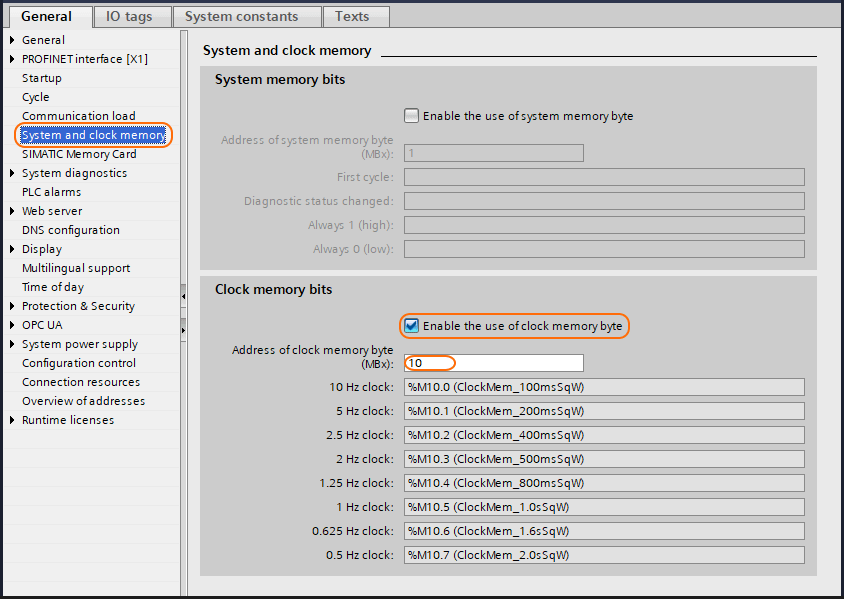 General
IO tags
System constants
Texts
General
PROFINET interface [X1]
Startup
Cycle
Communication load
System and clock memory
SIMATIC Memory Card
System diagnostics
PLC alarms
Web server
DNS configuration
Display
Multilingual support
Time of day
Protection & Security
OPC UA
System power supply
Configuration control
Connection resources
Overview of addresses
Runtime licenses
System and clock memory
System memory bits
Enable the use of system memory byte
Address of system memory byte
(MBx): 1
First cycle:
Diagnostic status changed:
Always 1 (high):
Always 0 (low):
Clock memory bits
Enable the use of clock memory byte
Address of clock memory byte
(MBx): 10
10 Hz clock: %M10.0 (ClockMem_100msSqW)
5 Hz clock: %M10.1 (ClockMem_200msSqW)
2.5 Hz clock: %M10.2 (ClockMem_400msSqW)
2 Hz clock: %M10.3 (ClockMem_500msSqW)
1.25 Hz clock: %M10.4 (ClockMem_800msSqW)
1 Hz clock: %M10.5 (ClockMem_1.0sSqW)
0.625 Hz clock: %M10.6 (ClockMem_1.6sSqW)
0.5 Hz clock: %M10.7 (ClockMem_2.0sSqW)